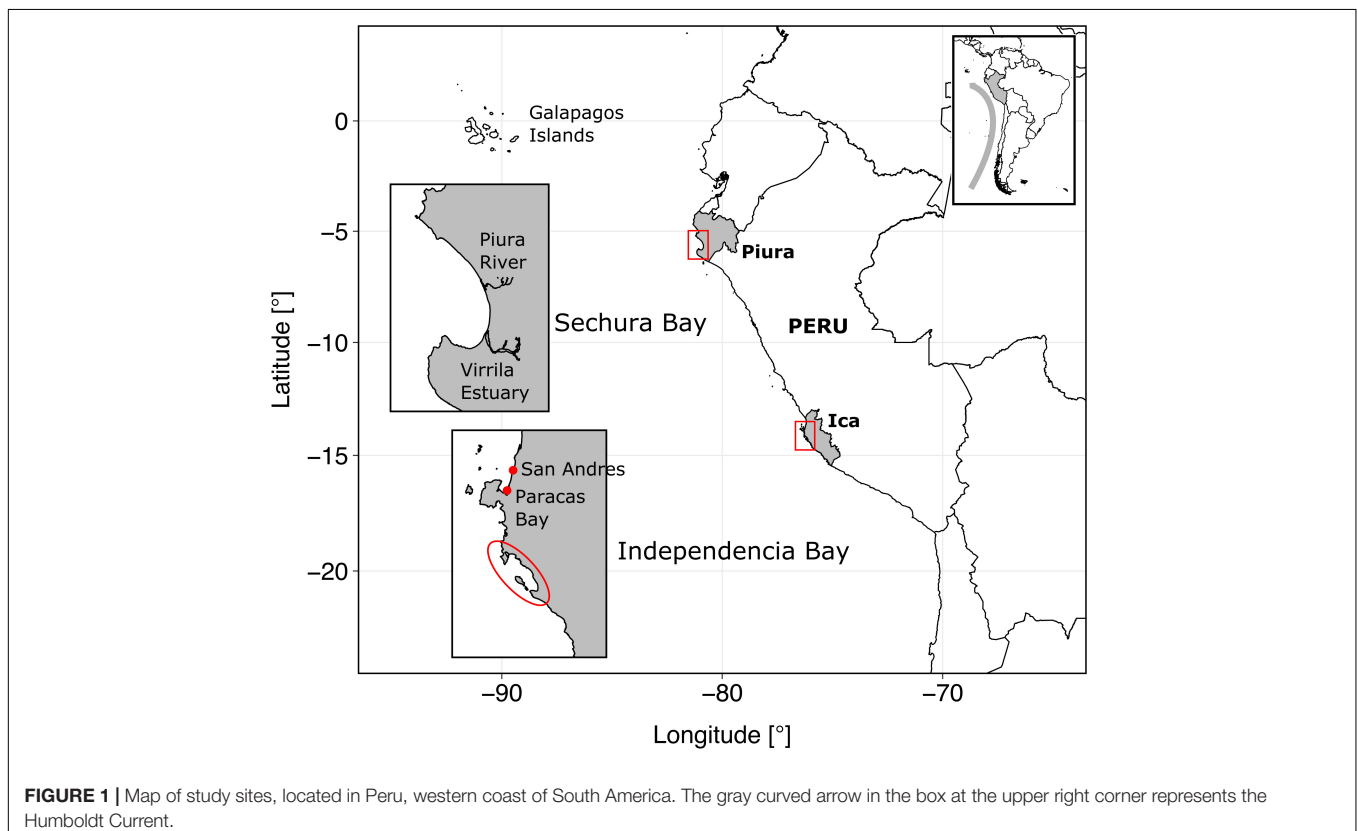 Galapagos
Islands
0
Piura
River
−5
Piura
Sechura Bay
PERU
Latitude [°]
−10
Virrila
Estuary
Ica
−15
San Andres
Paracas
Bay
Independencia Bay
−20
−90
−80
−70
Longitude [°]
FIGURE 1 | Map of study sites, located in Peru, western coast of South America. The gray curved arrow in the box at the upper right corner represents the
Humboldt Current.